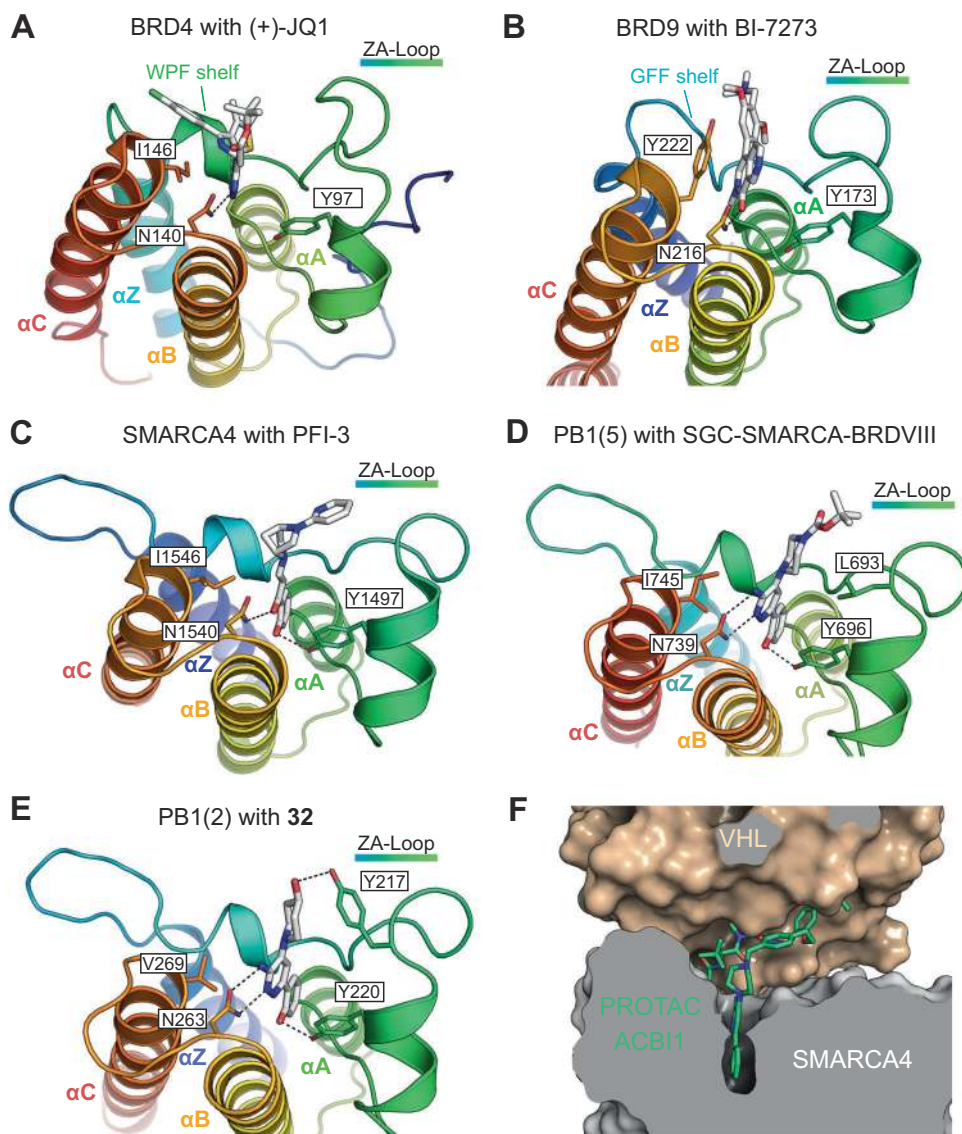 A
BRD4 with (+)-JQ1
ZA-Loop
WPF shelf
I146
Y97
N140
αA
αZ
αC
αB
B
BRD9 with BI-7273
ZA-Loop
GFF shelf
Y222
αA
Y173
N216
αC
αZ
αB
C
SMARCA4 with PFI-3
ZA-Loop
I1546
Y1497
N1540
αC
αZ
αA
αB
D
PB1(5) with SGC-SMARCA-BRDVIII
ZA-Loop
I745
L693
N739
Y696
αZ
αA
αC
αB
E
PB1(2) with 32
ZA-Loop
Y217
V269
Y220
N263
αZ
αA
αC
αB
F
VHL
PROTAC
ACBI1
SMARCA4